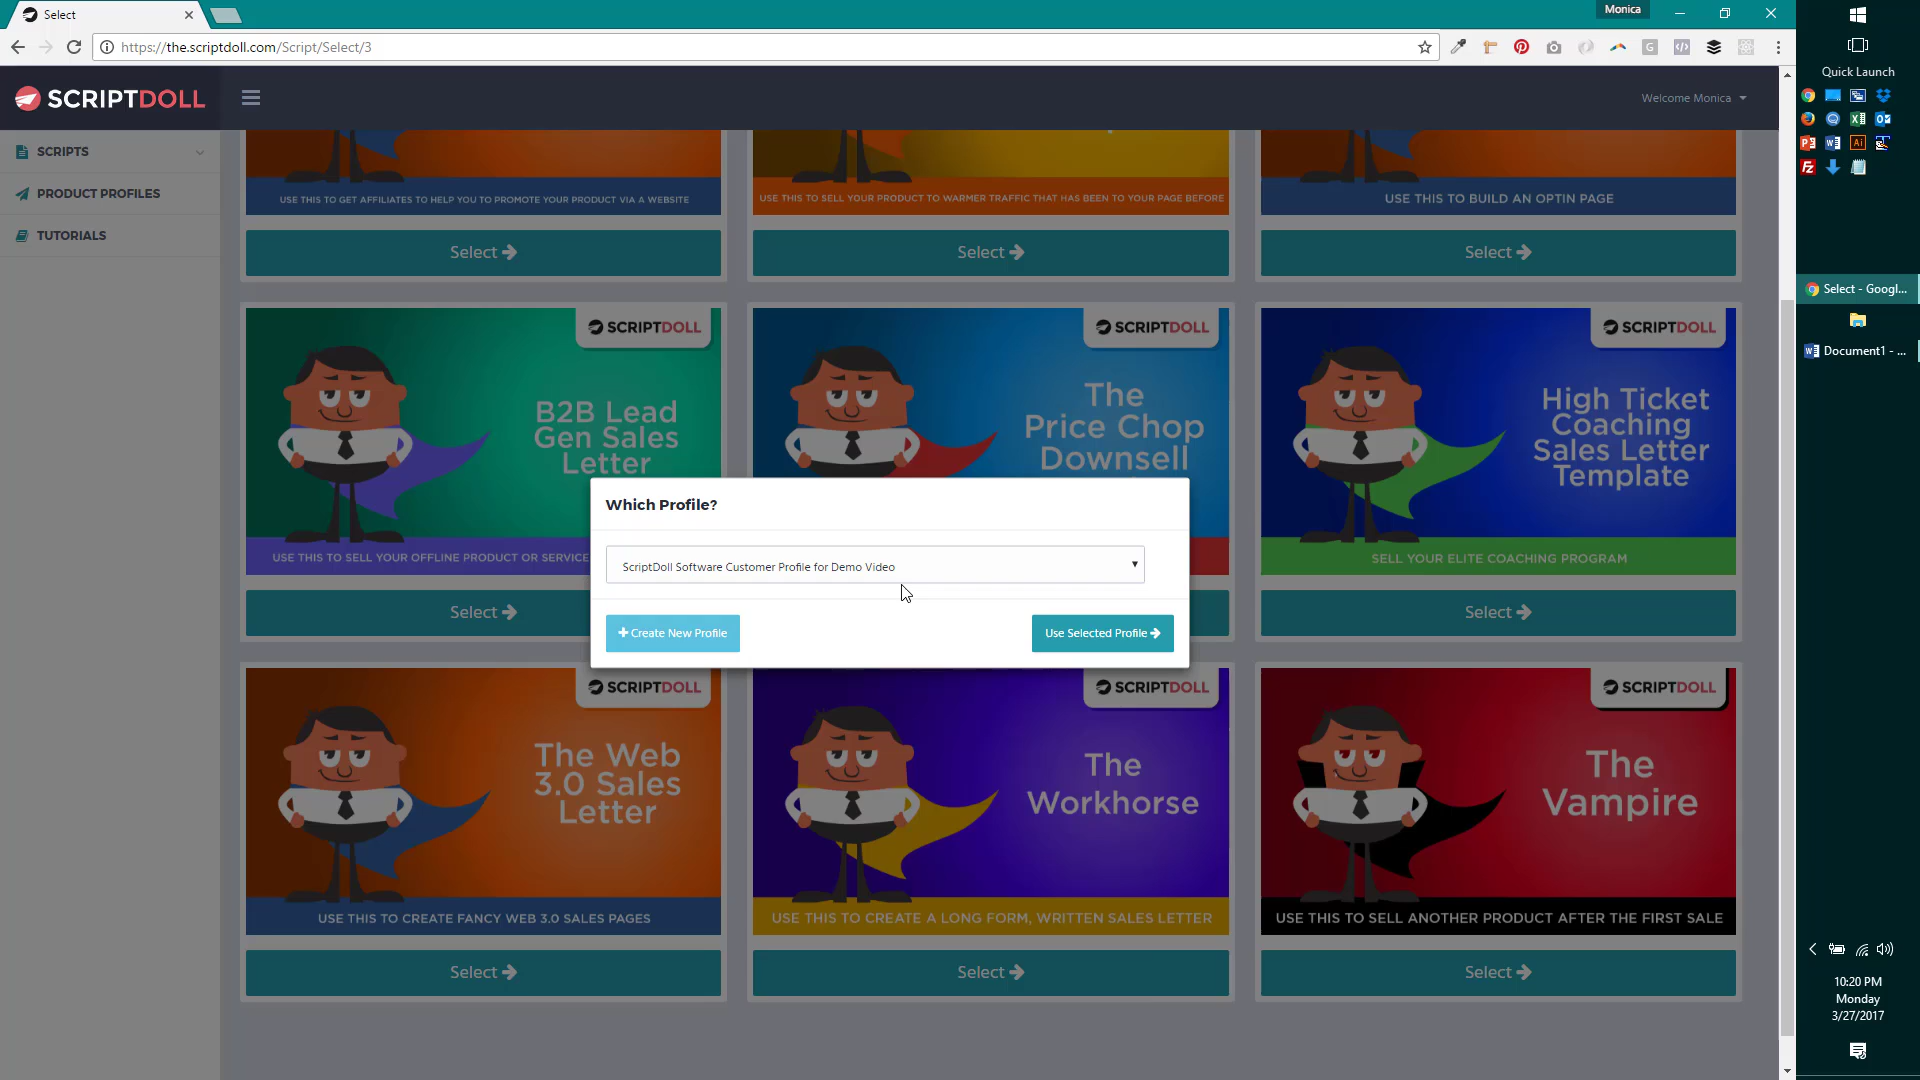 Select
Monica
https://the.scriptdoll.com/Script/Select/3
Quick Launch
SCRIPTDOLL
Welcome Monica
SCRIPTS
PRODUCT PROFILES
TUTORIALS
USE THIS TO GET AFFILIATES TO HELP YOU TO PROMOTE YOUR PRODUCT VIA A WEBSITE
USE THIS TO SELL YOUR PRODUCT TO WARMER TRAFFIC THAT HAS BEEN TO YOUR PAGE BEFORE
USE THIS TO BUILD AN OPTIN PAGE
Select
Select
Select
SCRIPTDOLL
B2B Lead
Gen Sales
Letter
USE THIS TO SELL YOUR OFFLINE PRODUCT OR SERVICE
Select
SCRIPTDOLL
The
Price Chop
Downsell
SCRIPTDOLL
High Ticket
Coaching
Sales Letter
Template
SELL YOUR ELITE COACHING PROGRAM
Select
Which Profile?
ScriptDoll Software Customer Profile for Demo Video
Create New Profile
Use Selected Profile
SCRIPTDOLL
The Web
3.0 Sales
Letter
USE THIS TO CREATE FANCY WEB 3.0 SALES PAGES
Select
SCRIPTDOLL
The
Workhorse
USE THIS TO CREATE A LONG FORM, WRITTEN SALES LETTER
Select
SCRIPTDOLL
The
Vampire
USE THIS TO SELL ANOTHER PRODUCT AFTER THE FIRST SALE
Select
Select - Googl...
Document1 - ...
10:20 PM
Monday
3/27/2017